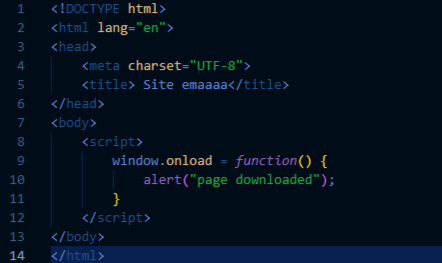 1 <!DOCTYPE html>
2 <html lang="en">
3 <head>
4     <meta charset="UTF-8">
5     <title> Site emaaaa</title>
6 </head>
7 <body>
8     <script>
9         window.onload = function() {
10             alert("page downloaded");
11         }
12     </script>
13 </body>
14 </html>